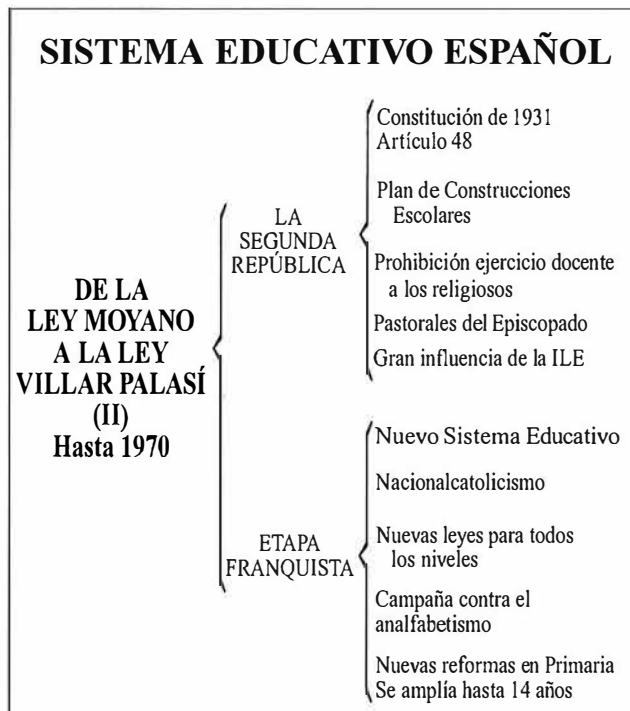 SISTEMA EDUCATIVO ESPAÑOL
DE LA
LEY MOYANO
A LA LEY
VILLAR PALASÍ
(II)
Hasta 1970
LA
SEGUNDA
REPÚBLICA
Constitución de 1931
Artículo 48
Plan de Construcciones
Escolares
Prohibición ejercicio docente
a los religiosos
Pastorales del Episcopado
Gran influencia de la ILE
ETAPA
FRANQUISTA
Nuevo Sistema Educativo
Nacionalcatolicismo
Nuevas leyes para todos
los niveles
Campaña contra el
analfabetismo
Nuevas reformas en Primaria
Se amplía hasta 14 años